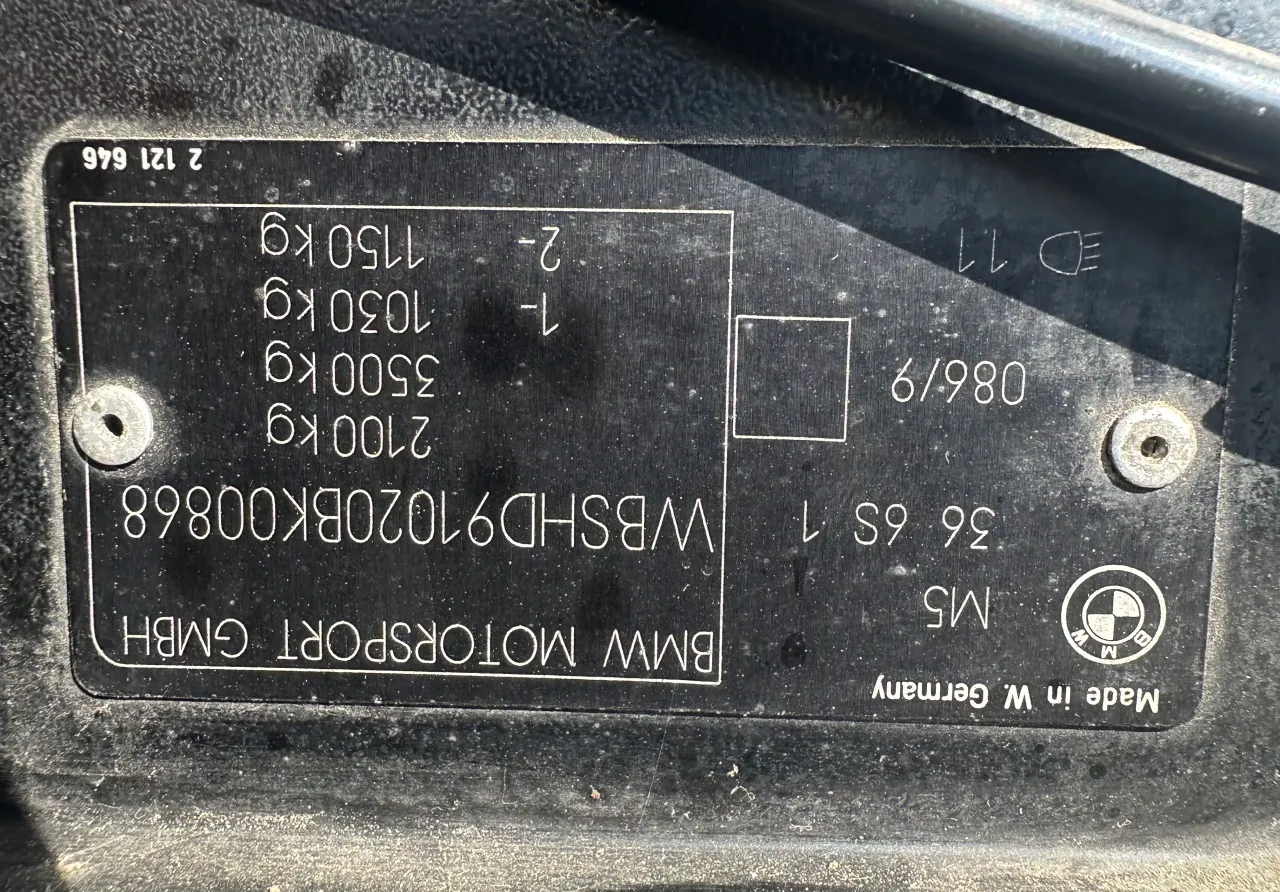 Made in W. Germany
B M W
M5
36 6S 1
086/9
11
BMW MOTORSPORT GMBH
WBSHD91020BK00868
2100 kg
3500 kg
1- 1030 kg
2- 1150 kg
2 121 646